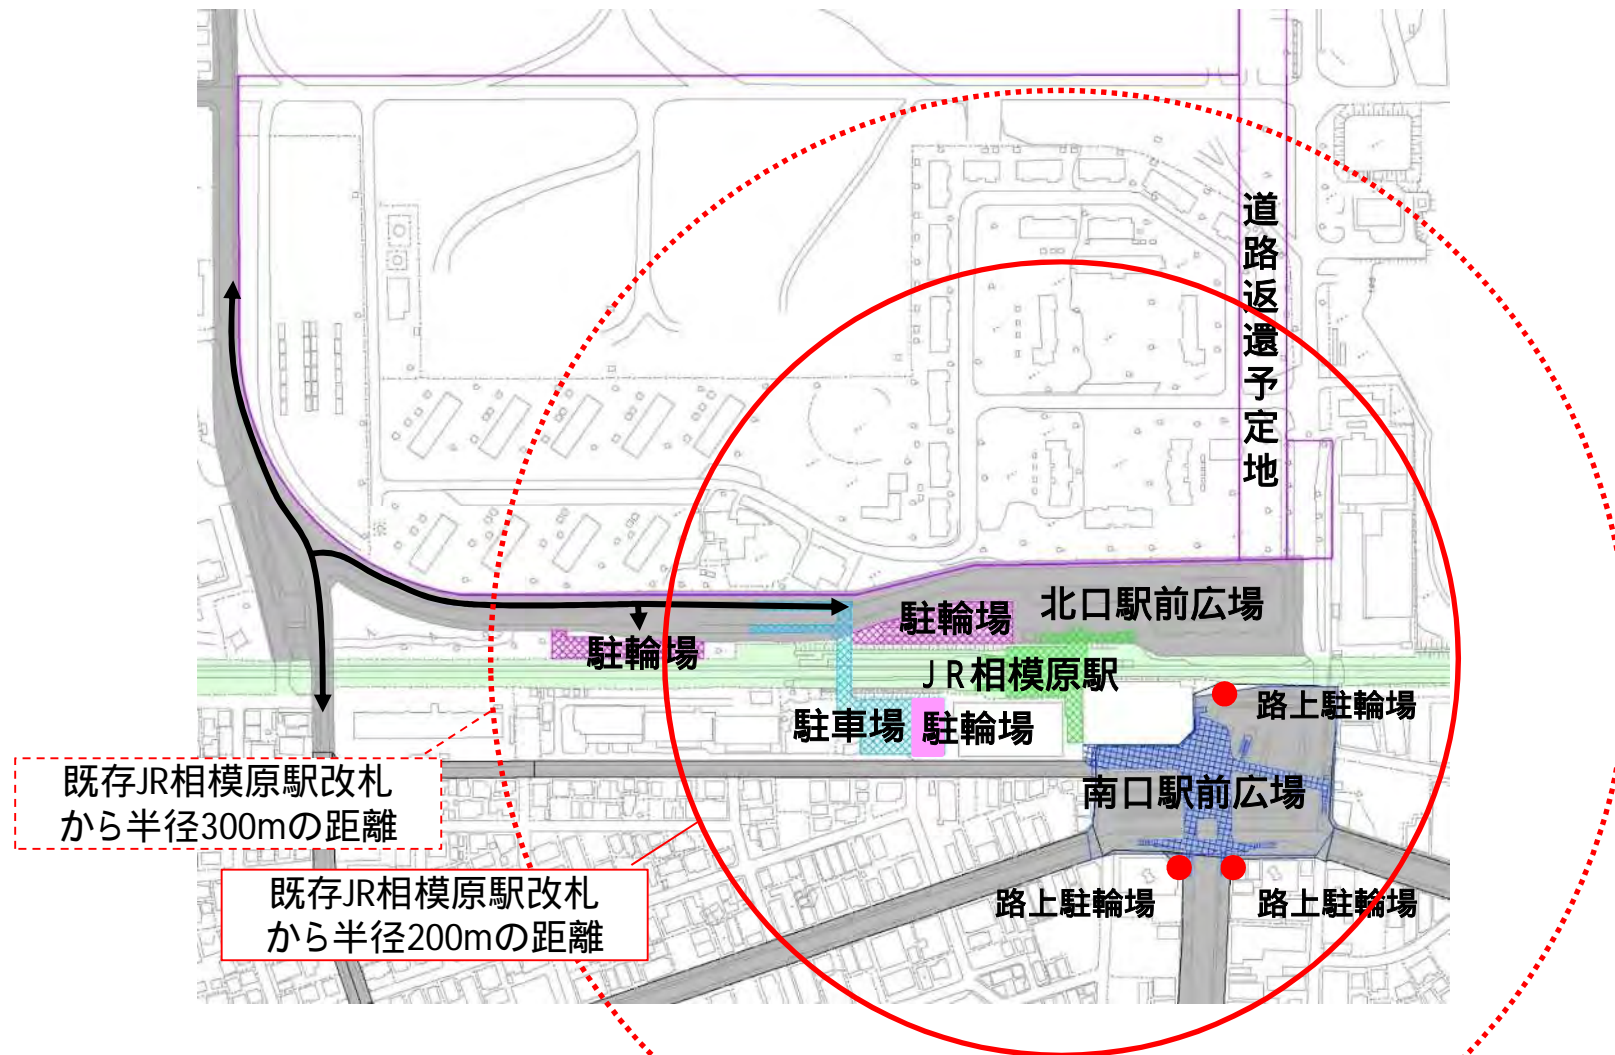 道路返還予定地
北口駅前広場
駐輪場
駐輪場
JR相模原駅
路上駐輪場
駐車場
駐輪場
既存JR相模原駅改札
から半径300mの距離
南口駅前広場
既存JR相模原駅改札
から半径200mの距離
路上駐輪場
路上駐輪場